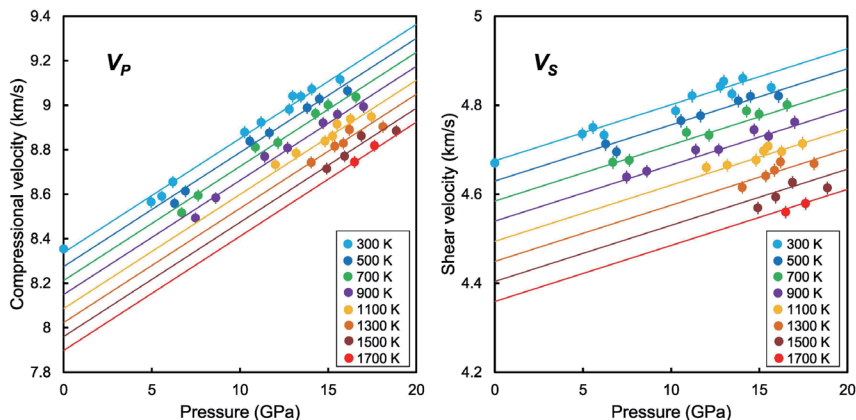 9.4
9.2
9
8.8
8.6
8.4
8.2
8
7.8
0
5
10
15
20
Compressional velocity (km/s)
Pressure (GPa)
V_P
300 K
500 K
700 K
900 K
1100 K
1300 K
1500 K
1700 K
5
4.8
4.6
4.4
4.2
0
5
10
15
20
Shear velocity (km/s)
Pressure (GPa)
V_S
300 K
500 K
700 K
900 K
1100 K
1300 K
1500 K
1700 K